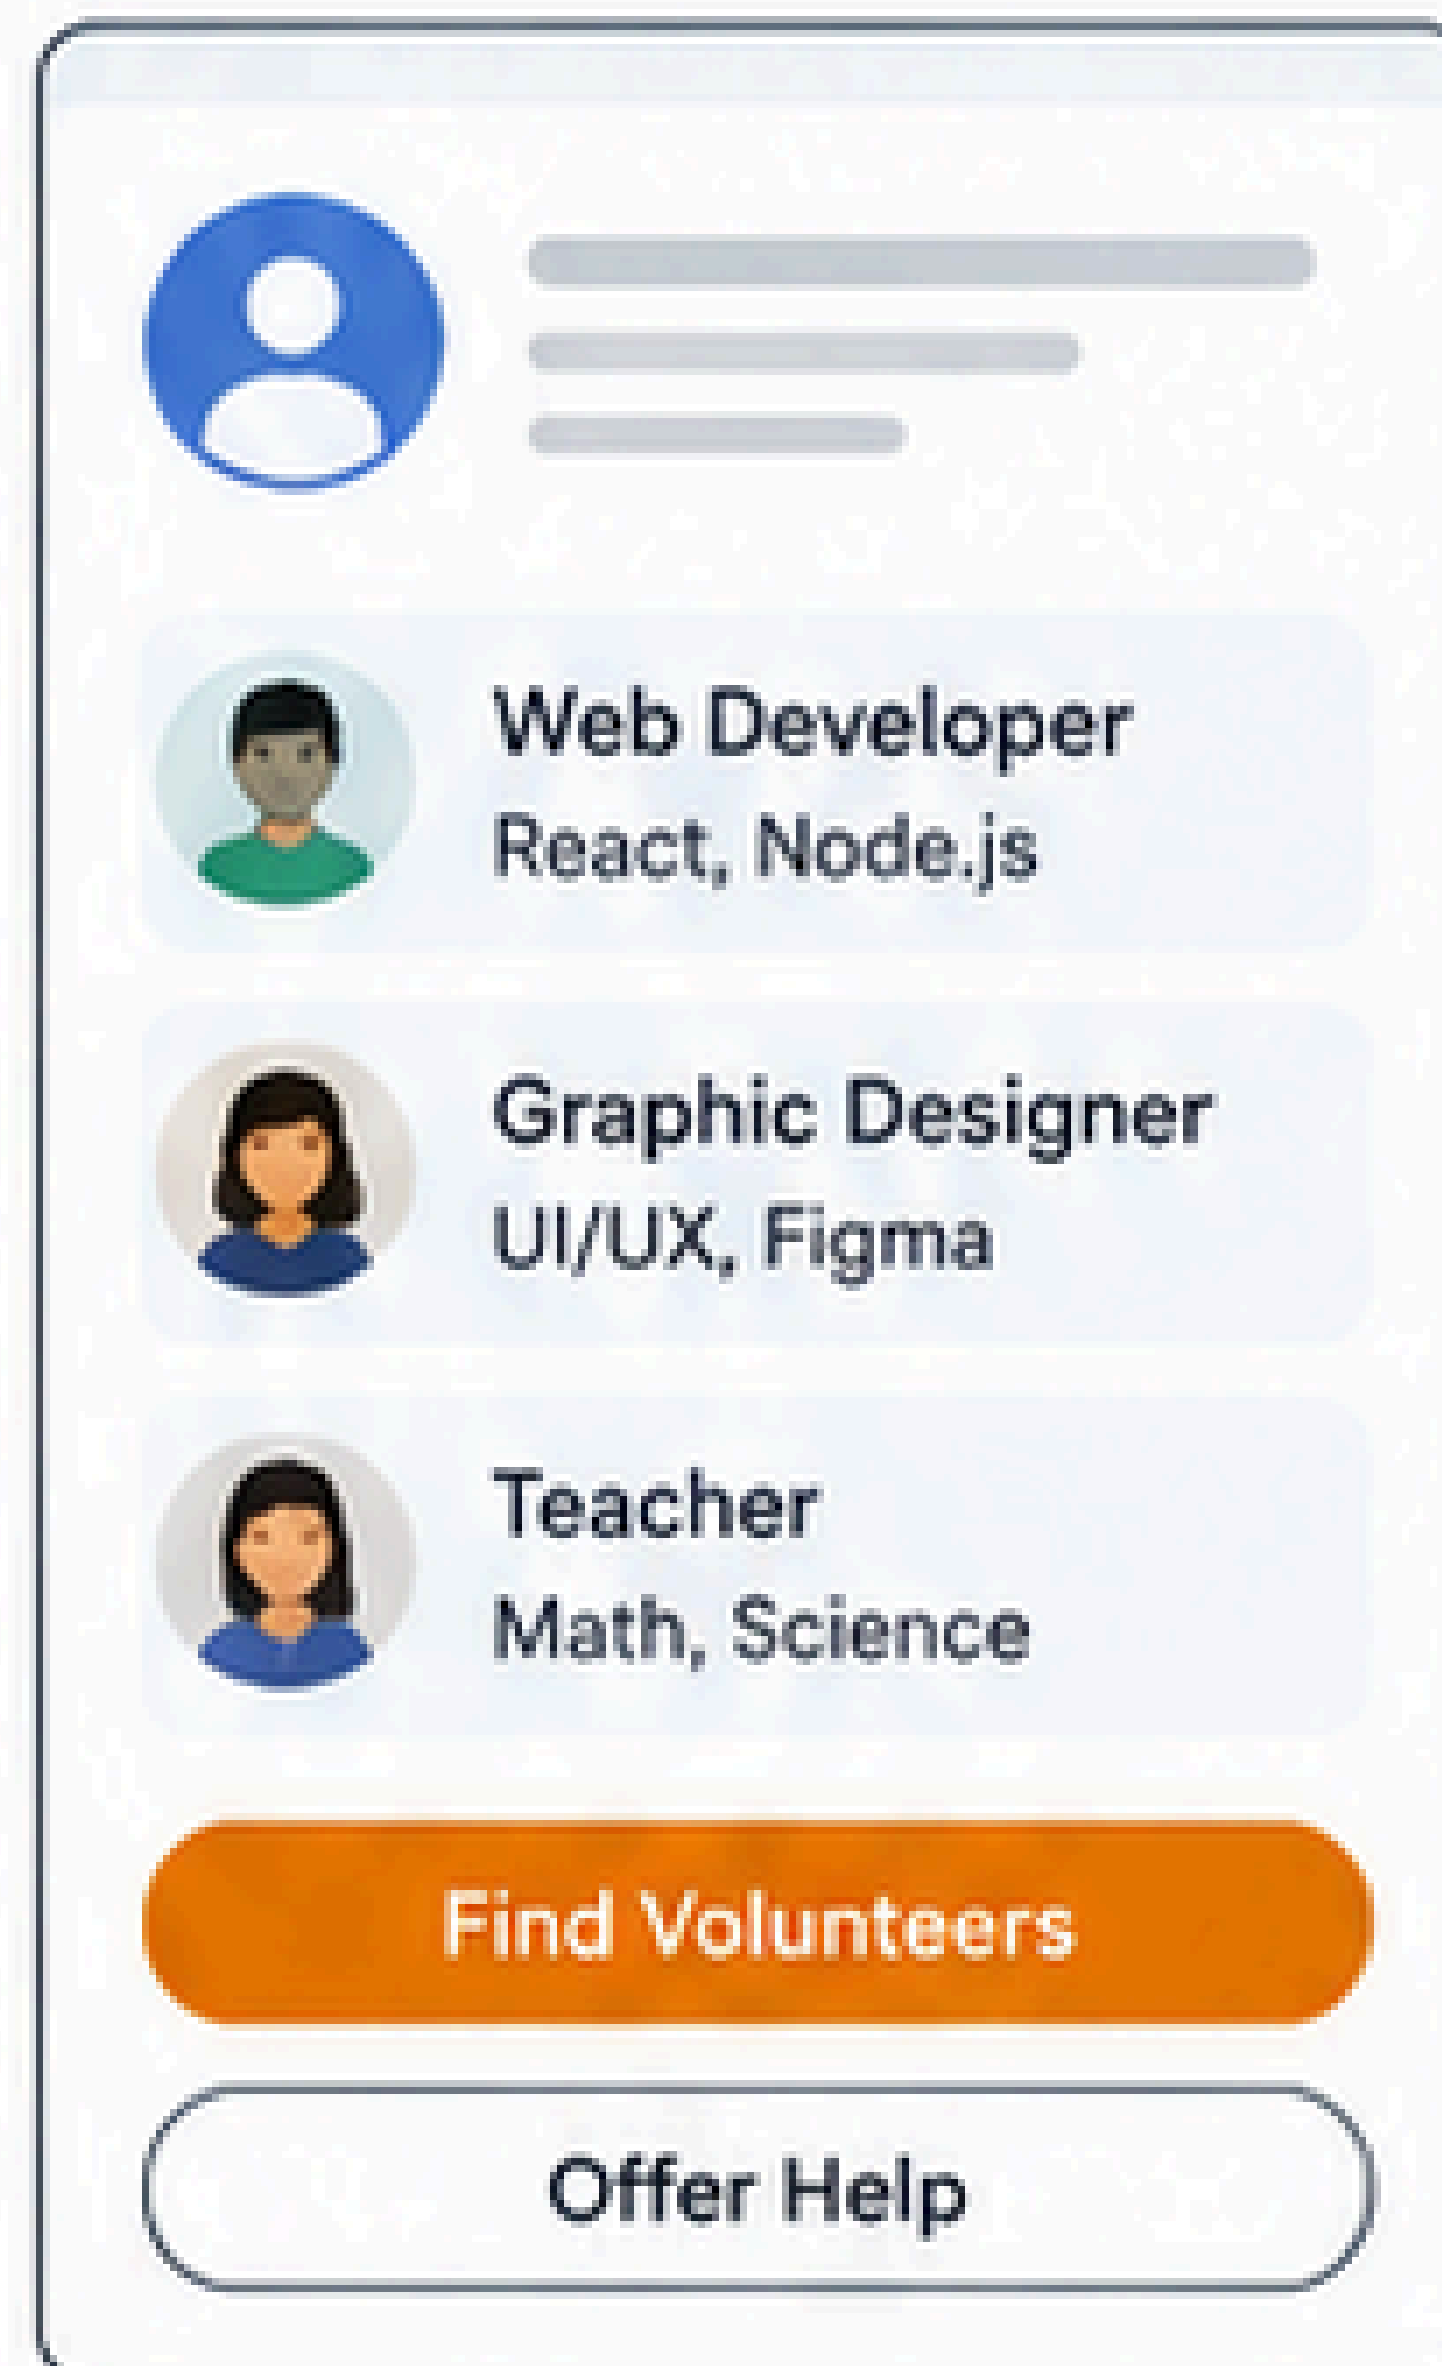 Web Developer
React, Node.js
Graphic Designer
UI/UX, Figma
Teacher
Math, Science
Find Volunteers
Offer Help